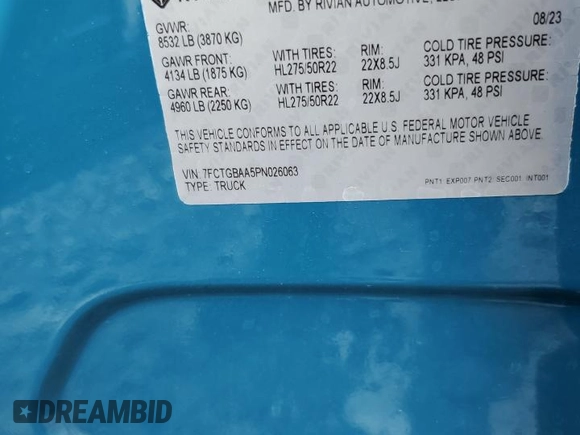 MFD. BY RIVIAN AUTOMOTIVE,
08/23
GVWR:
8532 LB (3870 KG)
GAWR FRONT: WITH TIRES: RIM: COLD TIRE PRESSURE:
4134 LB (1875 KG) HL275/50R22 22X8.5J 331 KPA, 48 PSI
GAWR REAR: WITH TIRES: RIM: COLD TIRE PRESSURE:
4960 LB (2250 KG) HL275/50R22 22X8.5J 331 KPA, 48 PSI
THIS VEHICLE CONFORMS TO ALL APPLICABLE U.S. FEDERAL MOTOR VEHICLE
SAFETY STANDARDS IN EFFECT ON THE DATE OF MANUFACTURE SHOWN ABOVE.
VIN: 7FCTGBAA5PN026063
TYPE: TRUCK
PNT1: EXP007 PNT2: SEC001 INT001
DREAMBID